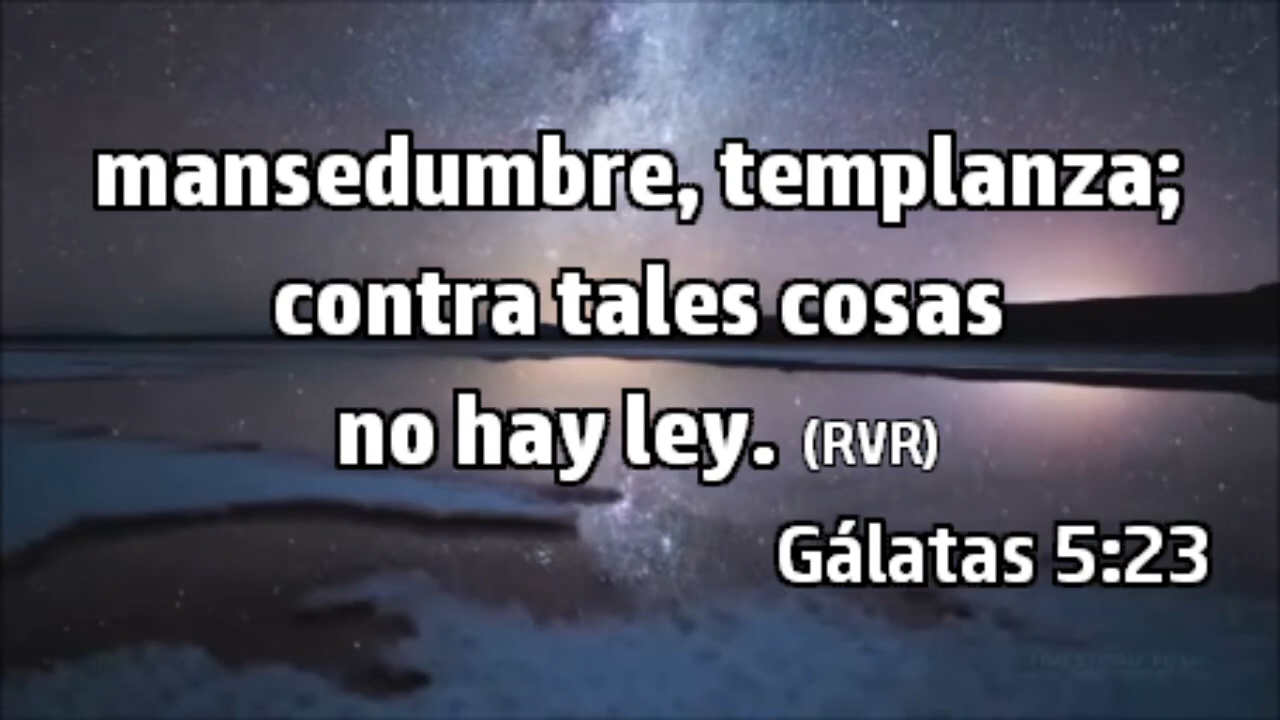 mansedumbre, templanza;
contra tales cosas
no hay ley. (RVR)
Gálatas 5:23